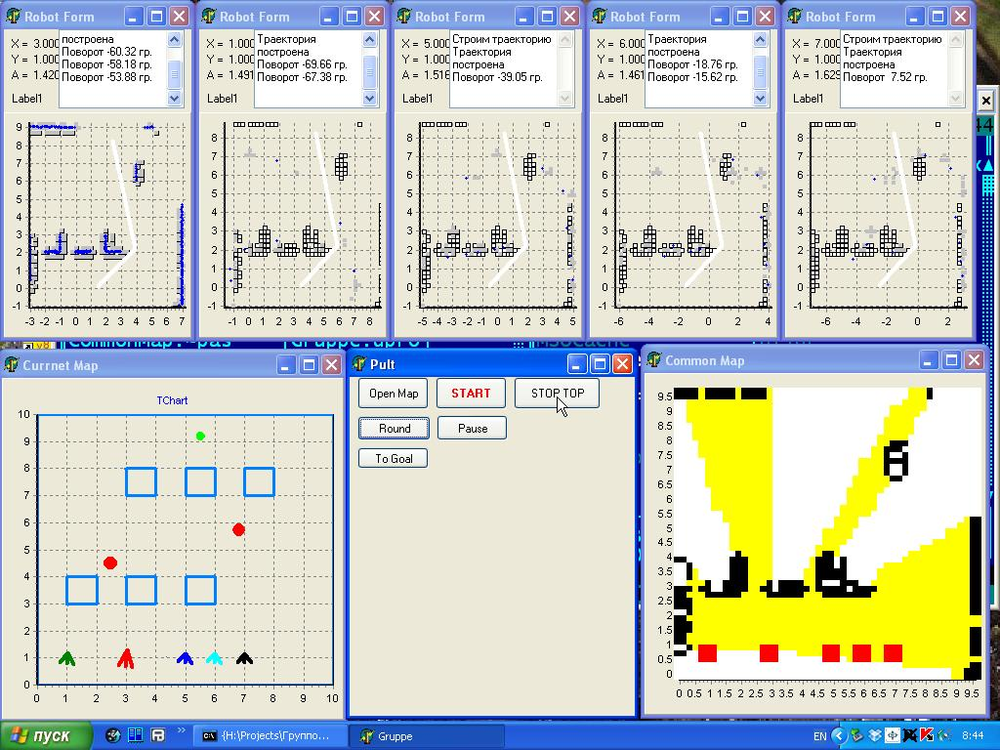 Robot Form
X = 3.000
Y = 1.000
A = 1.420
Label1
построена
Поворот -60.32 гр.
Поворот -58.18 гр.
Поворот -53.88 гр.
9
8
7
6
5
4
3
2
1
0
-1
-3 -2 -1 0 1 2 3 4 5 6 7
Robot Form
X = 1.000
Y = 1.000
A = 1.491
Label1
Траектория
построена
Поворот -69.66 гр.
Поворот -67.38 гр.
8
7
6
5
4
3
2
1
0
-1
-1 0 1 2 3 4 5 6 7 8
Robot Form
X = 5.000
Y = 1.000
A = 1.516
Label1
Строим траекторию
Траектория
построена
Поворот -39.05 гр.
8
7
6
5
4
3
2
1
0
-1
-5 -4 -3 -2 -1 0 1 2 3 4 5
Robot Form
X = 6.000
Y = 1.000
A = 1.461
Label1
Траектория
построена
Поворот -18.76 гр.
Поворот -15.62 гр.
8
7
6
5
4
3
2
1
0
-1
-6 -4 -2 0 2 4
Robot Form
X = 7.000
Y = 1.000
A = 1.629
Label1
Строим траекторию
Траектория
построена
Поворот 7.52 гр.
8
7
6
5
4
3
2
1
0
-1
-6 -4 -2 0 2
44
Currnet Map
TChart
10
9
8
7
6
5
4
3
2
1
0
0 1 2 3 4 5 6 7 8 9 10
Pult
Open Map START STOP TOP
Round Pause
To Goal
Common Map
9.5
9
8.5
8
7.5
7
6.5
6
5.5
5
4.5
4
3.5
3
2.5
2
1.5
1
0.5
0
0 0.5 1 1.5 2 2.5 3 3.5 4 4.5 5 5.5 6 6.5 7 7.5 8 8.5 9 9.5
пуск
{H:\Projects\Группо...
Gruppe
EN
8:44